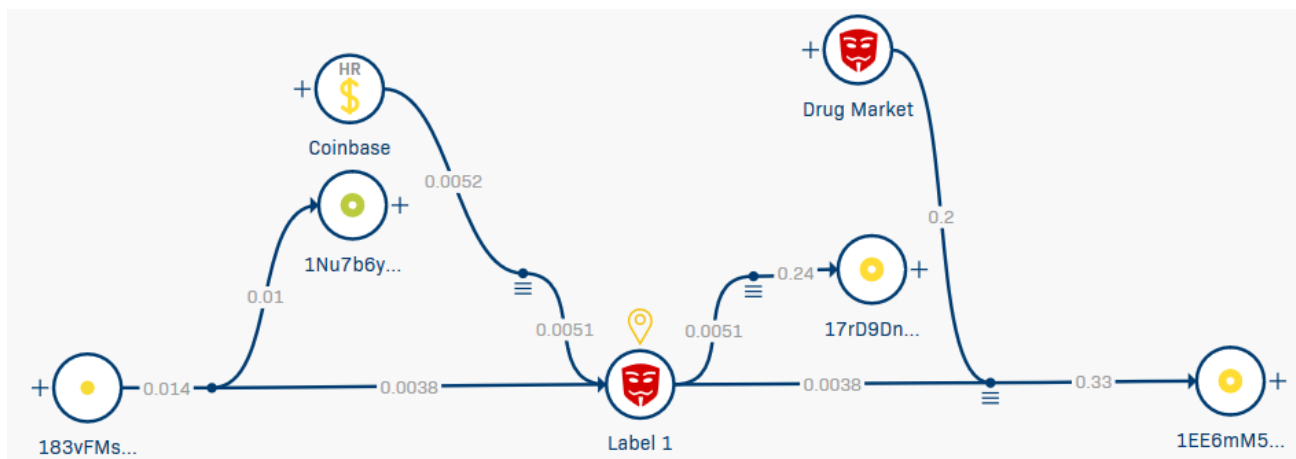 HR
$
Coinbase
Drug Market
0.0052
0.2
1Nu7b6y...
0.01
0.24
0.0051
0.0051
17rD9Dn...
0.014
0.0038
0.0038
0.33
183vFMs...
Label 1
1EE6mM5...